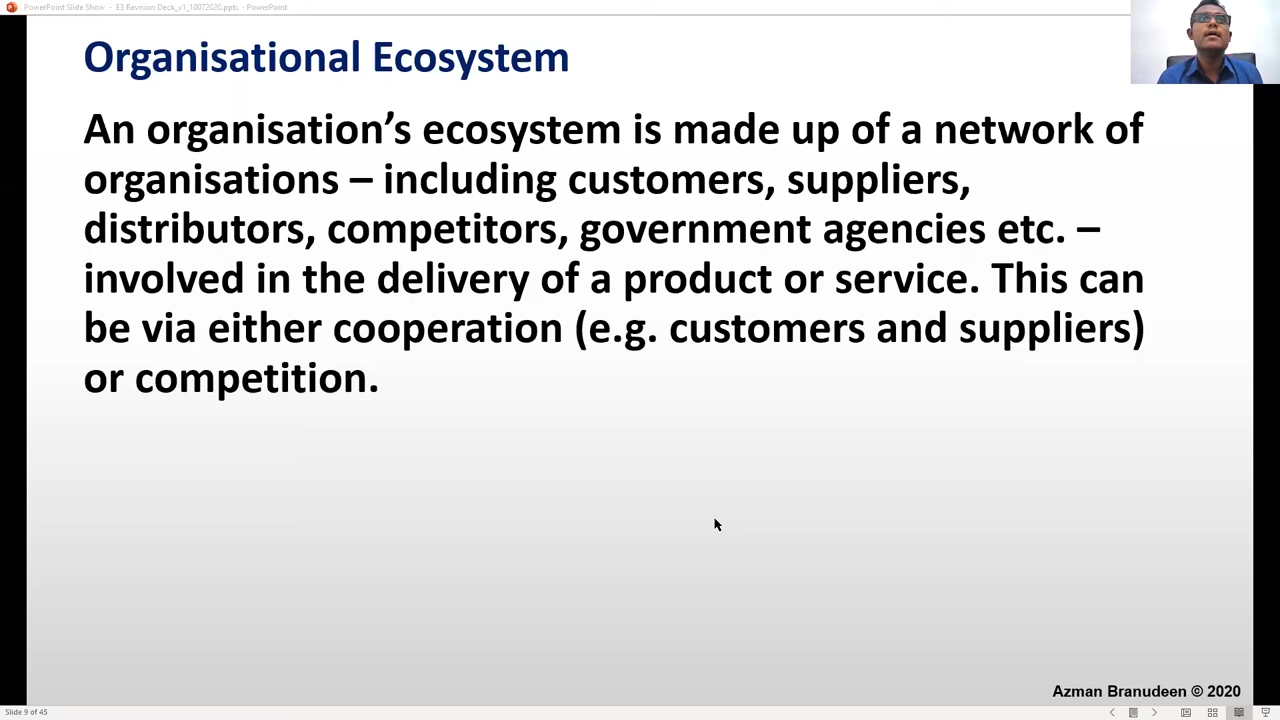 PowerPoint Slide Show - E3 Revision Deck_v1_10072020.pptx - PowerPoint
Organisational Ecosystem
An organisation’s ecosystem is made up of a network of
organisations – including customers, suppliers,
distributors, competitors, government agencies etc. –
involved in the delivery of a product or service. This can
be via either cooperation (e.g. customers and suppliers)
or competition.
Azman Branudeen © 2020
Slide 9 of 45